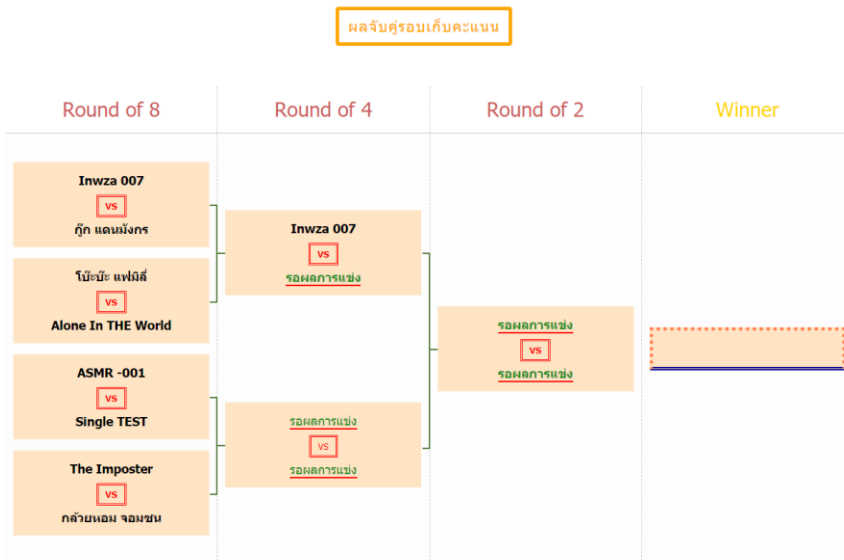 ผลจับคู่รอบเก็บคะแนน
Round of 8
Round of 4
Round of 2
Winner
Inwza 007
vs
กู๊ก แดนมังกร
โบ๊ะบ๊ะ แฟมิลี่
vs
Alone In THE World
ASMR -001
vs
Single TEST
The Imposter
vs
กล้วยหอม จอมซน
Inwza 007
vs
รอผลการแข่ง
รอผลการแข่ง
vs
รอผลการแข่ง
รอผลการแข่ง
vs
รอผลการแข่ง